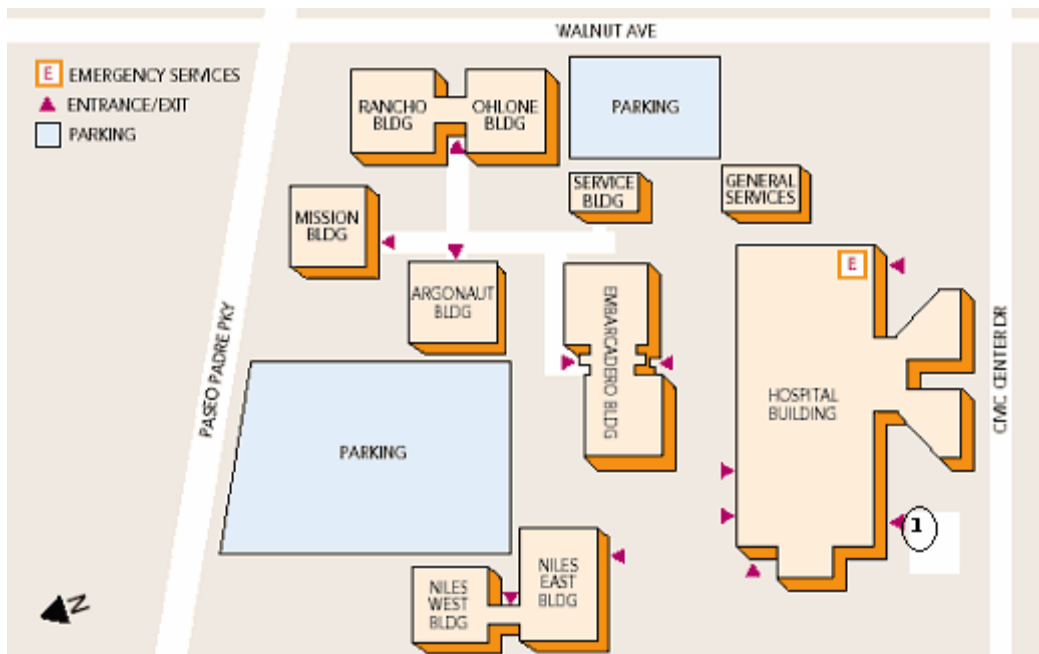 WALNUT AVE
E EMERGENCY SERVICES
ENTRANCE/EXIT
PARKING
RANCHO
BLDG
OHLONE
BLDG
PARKING
SERVICE
BLDG
GENERAL
SERVICES
MISSION
BLDG
ARGONAUT
BLDG
EMBARCADERO BLDG
E
HOSPITAL
BUILDING
PASEO PADRE PKY
CIVIC CENTER DR
PARKING
1
NILES
WEST
BLDG
NILES
EAST
BLDG
N